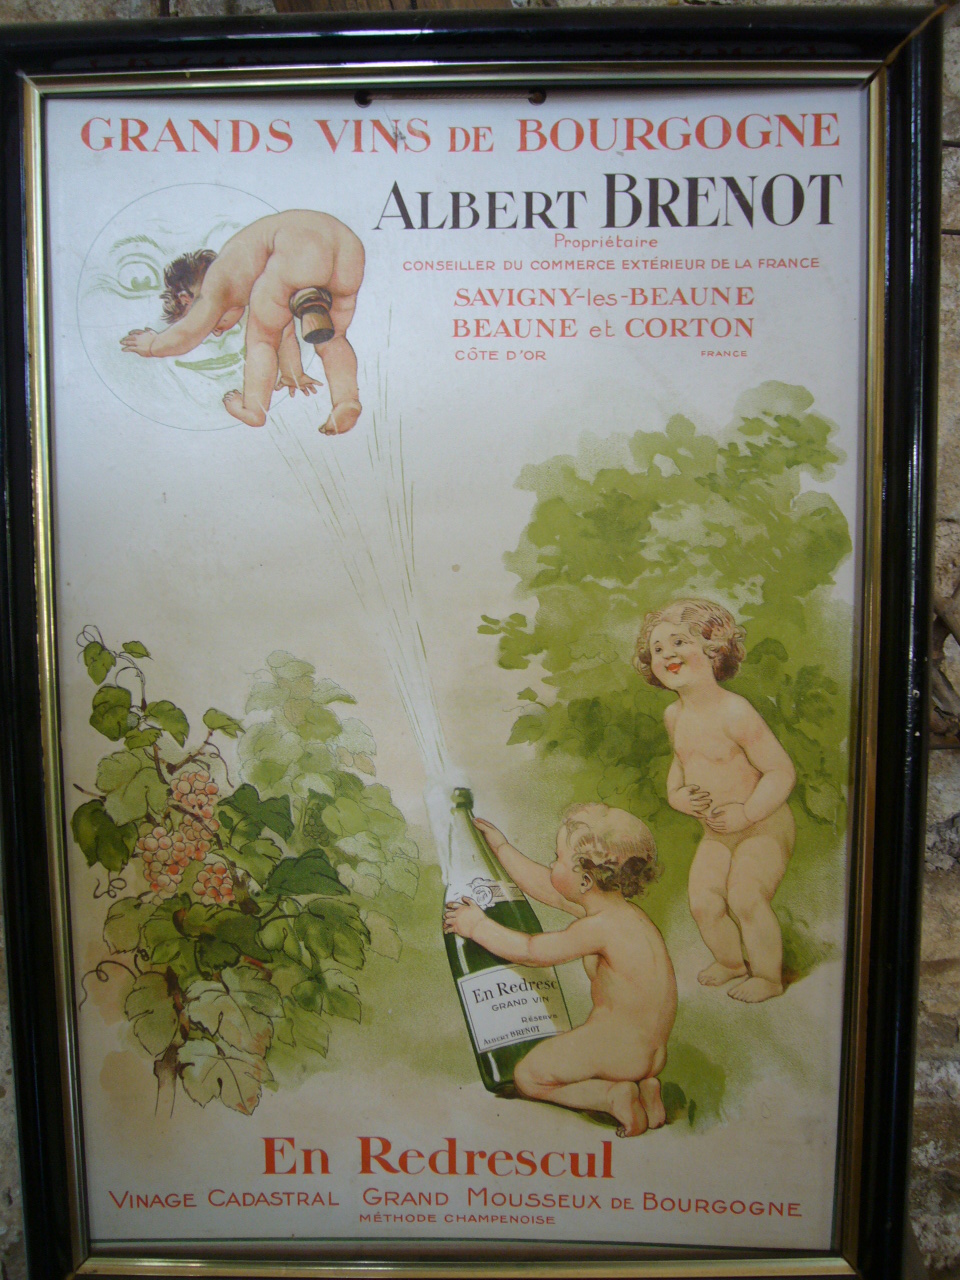 GRANDS VINS DE BOURGOGNE
ALBERT BRENOT
Propriétaire
CONSEILLER DU COMMERCE EXTÉRIEUR DE LA FRANCE
SAVIGNY-les-BEAUNE
BEAUNE et CORTON
CÔTE D'OR FRANCE
En Redresc
GRAND VIN
RÉSERVE
ALBERT BRENOT
En Redrescul
VINAGE CADASTRAL GRAND MOUSSEUX DE BOURGOGNE
MÉTHODE CHAMPENOISE